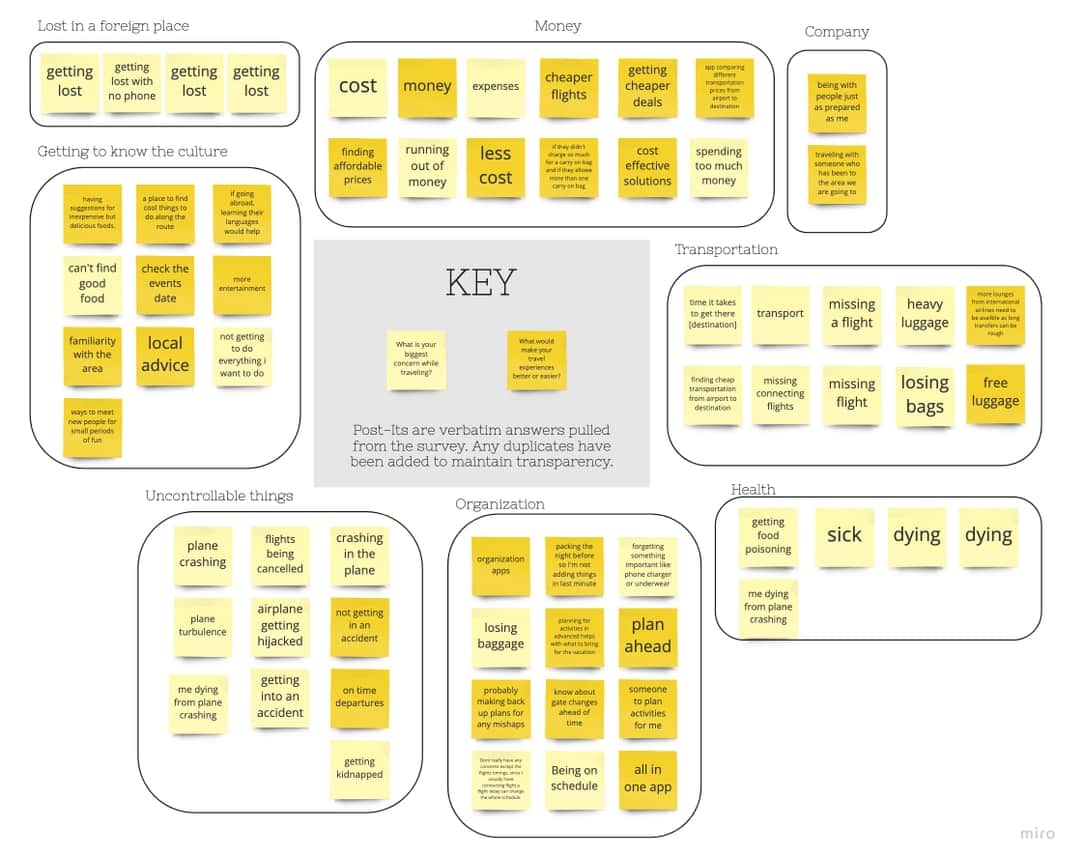 Lost in a foreign place
getting
lost
getting
lost with
no phone
getting
lost
getting
lost
Money
cost
money
expenses
cheaper
flights
getting
cheaper
deals
app comparing
different
transportation
prices from
airport to
destination
finding
affordable
prices
running
out of
money
less
cost
if they didn't
charge so much
for a carry on bag
and if they allowe
more than one
carry on bag
cost
effective
solutions
spending
too much
money
Company
being with
people just
as prepared
as me
traveling with
someone who
has been to
the area we
are going to
Getting to know the culture
having
suggestions for
inexpensive but
delicious foods.
a place to find
cool things to
do along the
route
if going
abroad,
learning their
languages
would help
can't find
good
food
check the
events
date
more
entertainment
familiarity
with the
area
local
advice
not getting
to do
everything i
want to do
ways to meet
new people for
small periods
of fun
KEY
What is your
biggest
concern while
traveling?
What would
make your
travel
experiences
better or easier?
Post-Its are verbatim answers pulled
from the survey. Any duplicates have
been added to maintain transparency.
Transportation
time it takes
to get there
[destination]
transport
missing
a flight
heavy
luggage
more lounges
from international
airlines need to
be availble as long
transfers can be
rough
finding cheap
transportation
from airport to
destination
missing
connecting
flights
missing
flight
losing
bags
free
luggage
Uncontrollable things
plane
crashing
flights
being
cancelled
crashing
in the
plane
plane
turbulence
airplane
getting
hijacked
not getting
in an
accident
me dying
from plane
crashing
getting
into an
accident
on time
departures
getting
kidnapped
Organization
organization
apps
packing the
night before
so I'm not
adding things
in last minute
forgetting
something
important like
phone charger
or underwear
losing
baggage
planning for
activities in
advanced helps
with what to bring
for the vacation
plan
ahead
probably
making back
up plans for
any mishaps
know about
gate changes
ahead of
time
someone
to plan
activities
for me
Dont really have any
concerns except the
flights timings, since I
usually have
connecting flight a
flight delay can change
the whole schedule.
Being on
schedule
all in
one app
Health
getting
food
poisoning
sick
dying
dying
me dying
from plane
crashing
miro